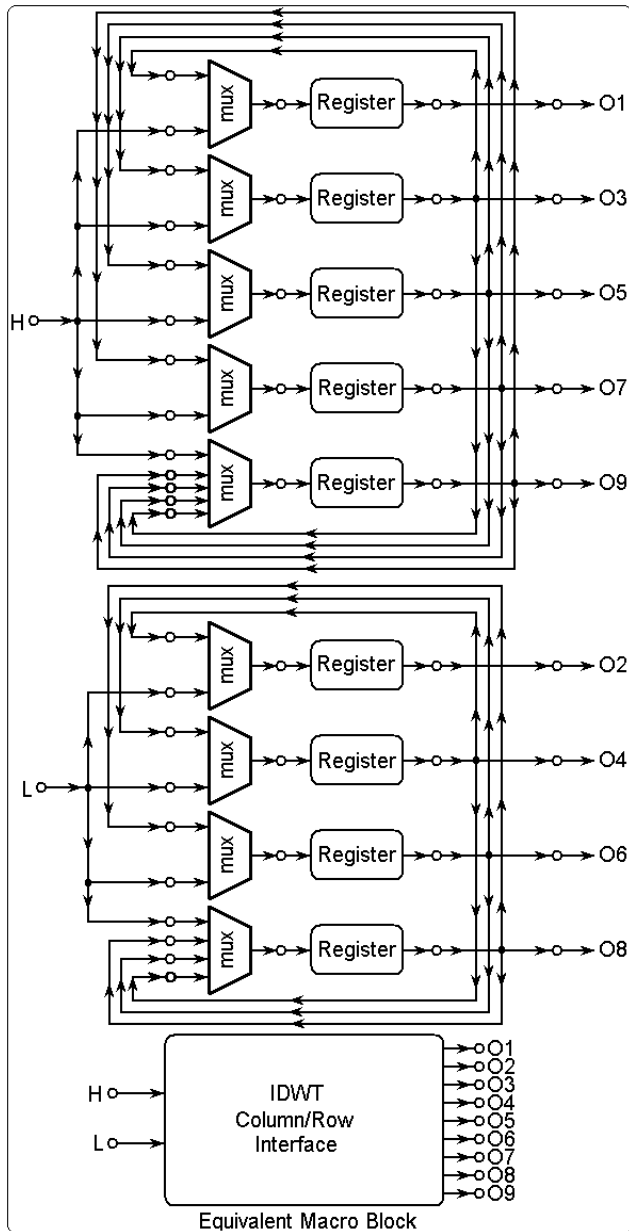 mux Register O1
mux Register O3
mux Register O5
H
mux Register O7
mux Register O9
mux Register O2
mux Register O4
L
mux Register O6
mux Register O8
H
L
IDWT
Column/Row
Interface
O1
O2
O3
O4
O5
O6
O7
O8
O9
Equivalent Macro Block